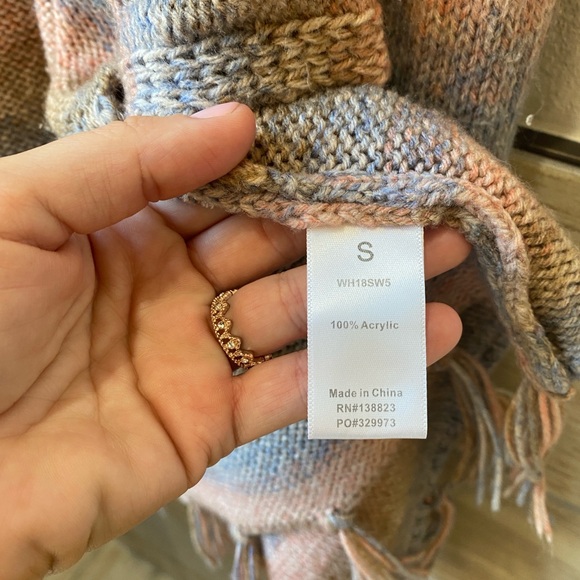 S
WH18SW5
100% Acrylic
Made in China
RN#138823
PO#329973